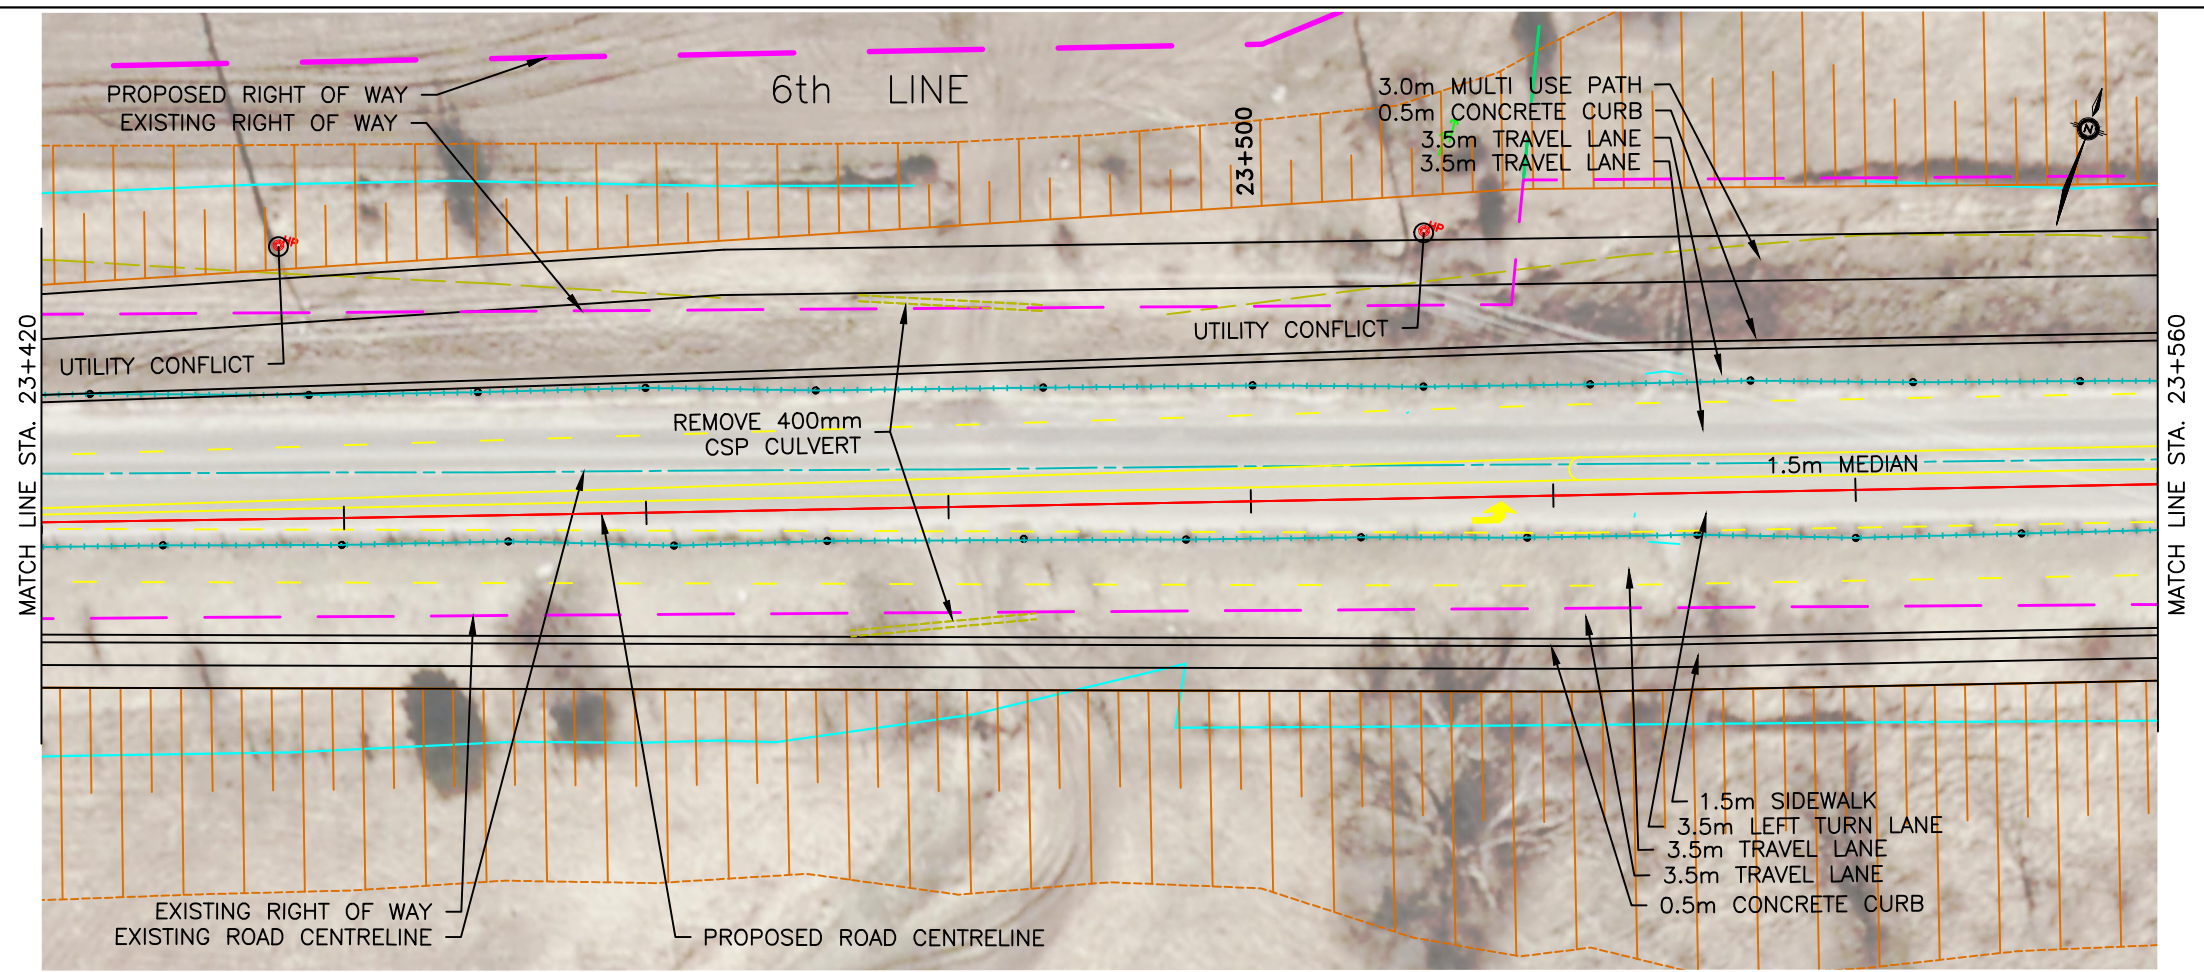 6th LINE
PROPOSED RIGHT OF WAY
EXISTING RIGHT OF WAY
23+500
3.0m MULTI USE PATH
0.5m CONCRETE CURB
3.5m TRAVEL LANE
3.5m TRAVEL LANE
N
HP
HP
UTILITY CONFLICT
UTILITY CONFLICT
MATCH LINE STA. 23+420
MATCH LINE STA. 23+560
REMOVE 400mm
CSP CULVERT
1.5m MEDIAN
1.5m SIDEWALK
3.5m LEFT TURN LANE
3.5m TRAVEL LANE
3.5m TRAVEL LANE
0.5m CONCRETE CURB
EXISTING RIGHT OF WAY
EXISTING ROAD CENTRELINE
PROPOSED ROAD CENTRELINE